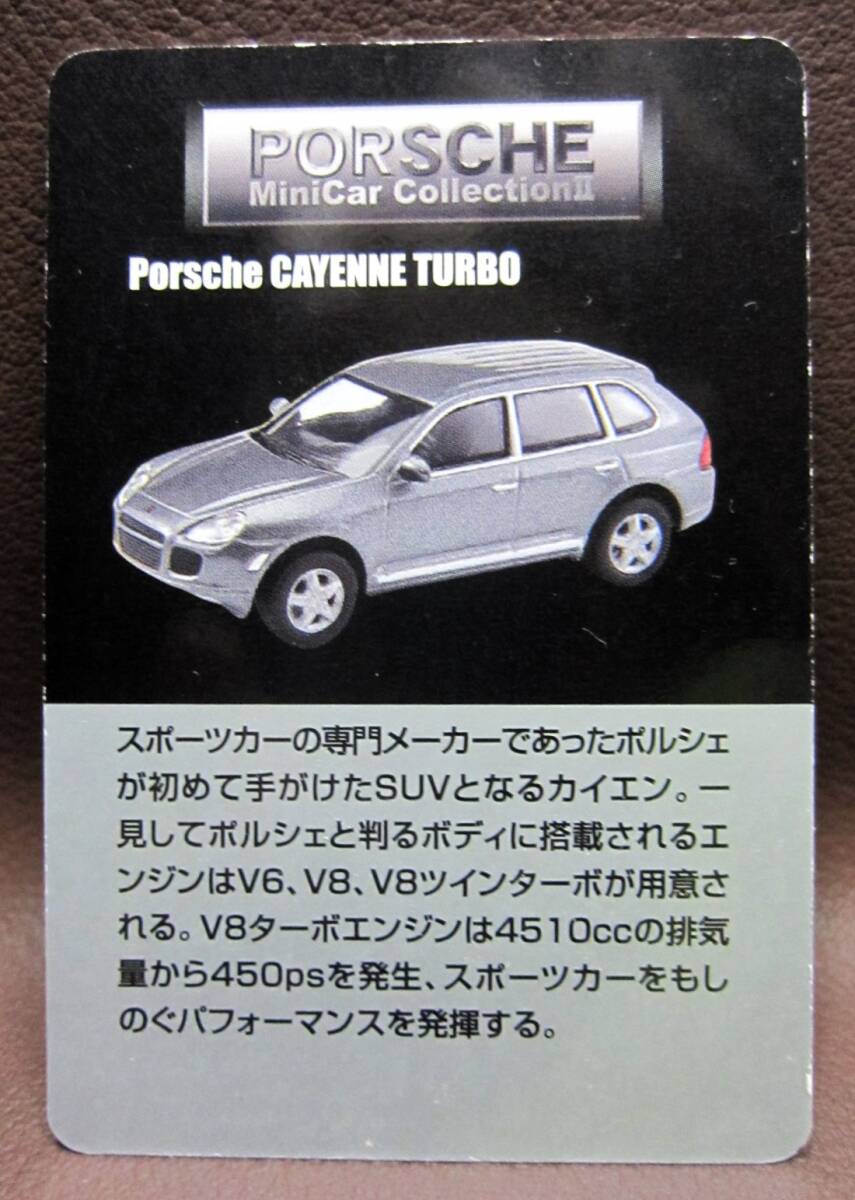 PORSCHE
MiniCar CollectionⅡ
Porsche CAYENNE TURBO
スポーツカーの専門メーカーであったポルシェ
が初めて手がけたSUVとなるカイエン。一
見してポルシェと判るボディに搭載されるエ
ンジンはV6、V8、V8ツインターボが用意さ
れる。V8ターボエンジンは4510ccの排気
量から450psを発生、スポーツカーをもし
のぐパフォーマンスを発揮する。